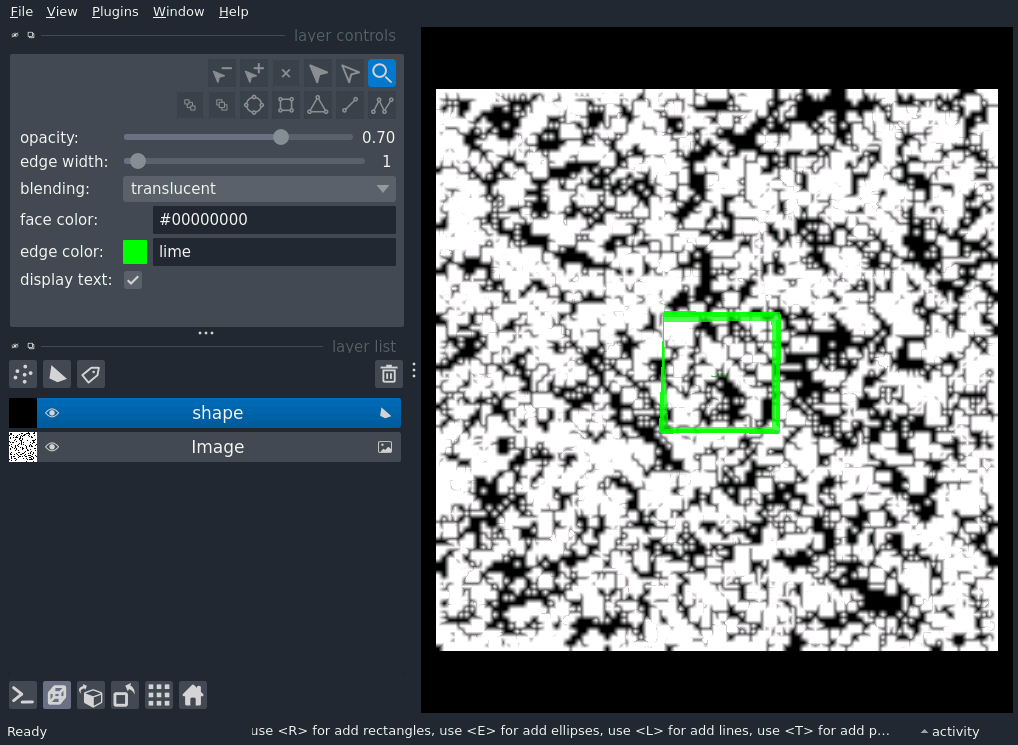 File View Plugins Window Help
layer controls
opacity: 0.70
edge width: 1
blending: translucent
face color: #00000000
edge color: lime
display text:
layer list
shape
Image
Ready use <R> for add rectangles, use <E> for add ellipses, use <L> for add lines, use <T> for add p... activity